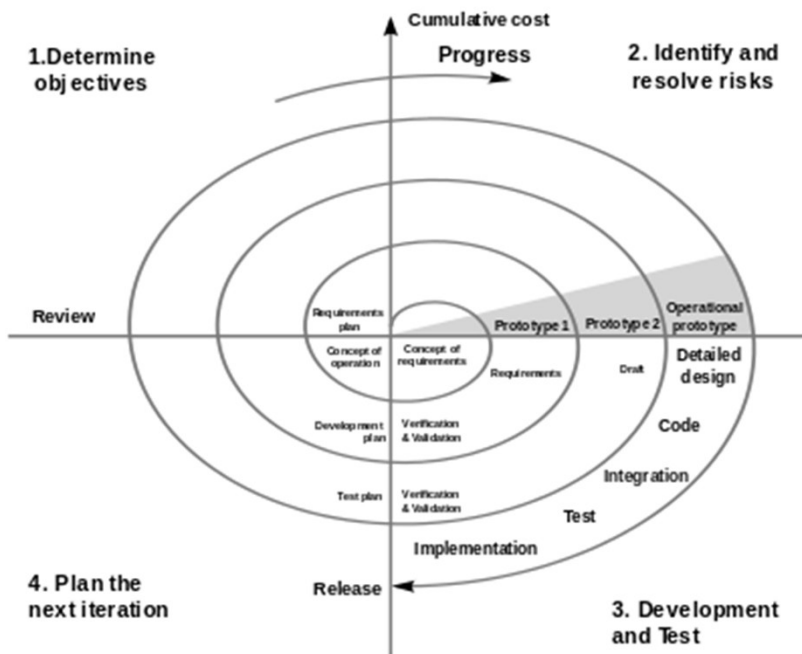 Cumulative cost
1.Determine
objectives
Progress
2. Identify and
resolve risks
Review
Requirements
plan
Prototype 1
Prototype 2
Operational
prototype
Concept of
operation
Concept of
requirements
Requirements
Draft
Detailed
design
Development
plan
Verification
& Validation
Code
Integration
Test plan
Verification
& Validation
Test
Implementation
Release
4. Plan the
next iteration
3. Development
and Test